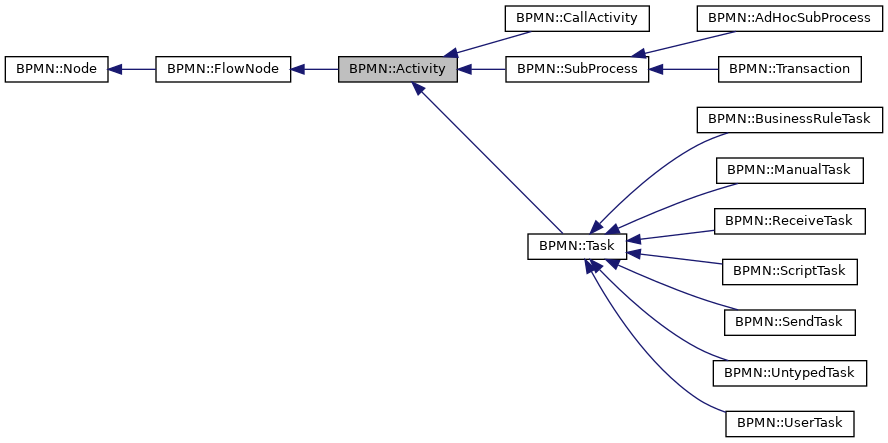 BPMN::CallActivity
BPMN::AdHocSubProcess
BPMN::Node
BPMN::FlowNode
BPMN::Activity
BPMN::SubProcess
BPMN::Transaction
BPMN::BusinessRuleTask
BPMN::ManualTask
BPMN::ReceiveTask
BPMN::Task
BPMN::ScriptTask
BPMN::SendTask
BPMN::UntypedTask
BPMN::UserTask